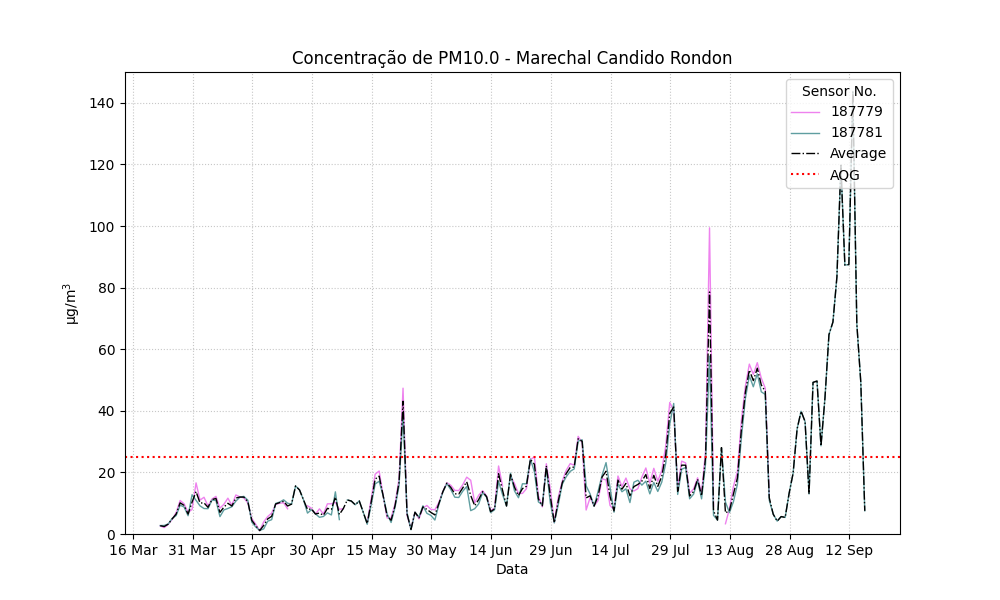 Concentração de PM10.0 - Marechal Candido Rondon
Sensor No.
187779
187781
Average
AQG
140
120
100
80
60
40
20
0
µg/m³
16 Mar 31 Mar 15 Apr 30 Apr 15 May 30 May 14 Jun 29 Jun 14 Jul 29 Jul 13 Aug 28 Aug 12 Sep
Data